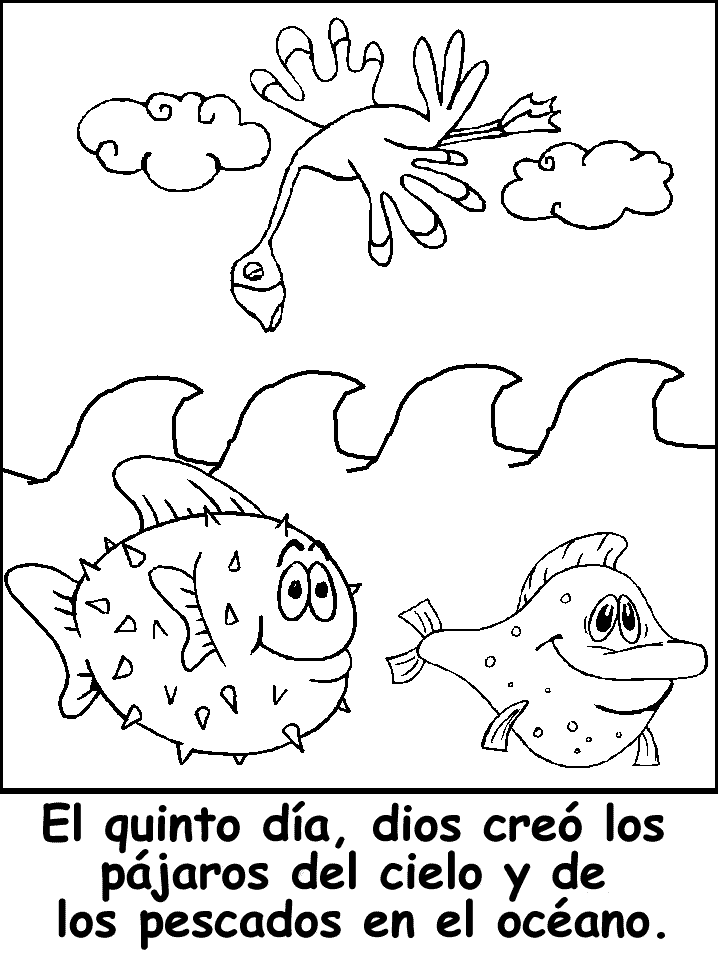 El quinto día, dios creó los
pájaros del cielo y de
los pescados en el océano.